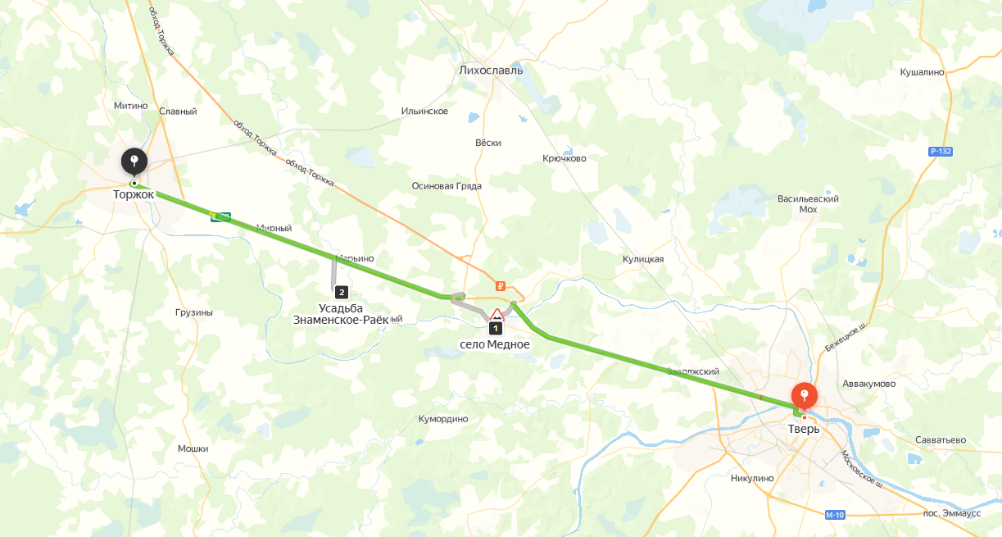 обход Торжка
Лихославль
Кушалино
Митино
Славный
Ильинское
обход Торжка
Вёски
Р-132
Крючково
обход Торжка
Осиновая Гряда
Торжок
Васильевский
Мох
Мирный
Марьино
Кулицкая
2
₽
Усадьба
Знаменское-Раёк
ный
Грузины
1
село Медное
Бежецкое ш.
Заволжский
Аввакумово
Кумордино
Тверь
Савватьево
Мошки
Московское ш.
Никулино
М-10
пос. Эммаусс